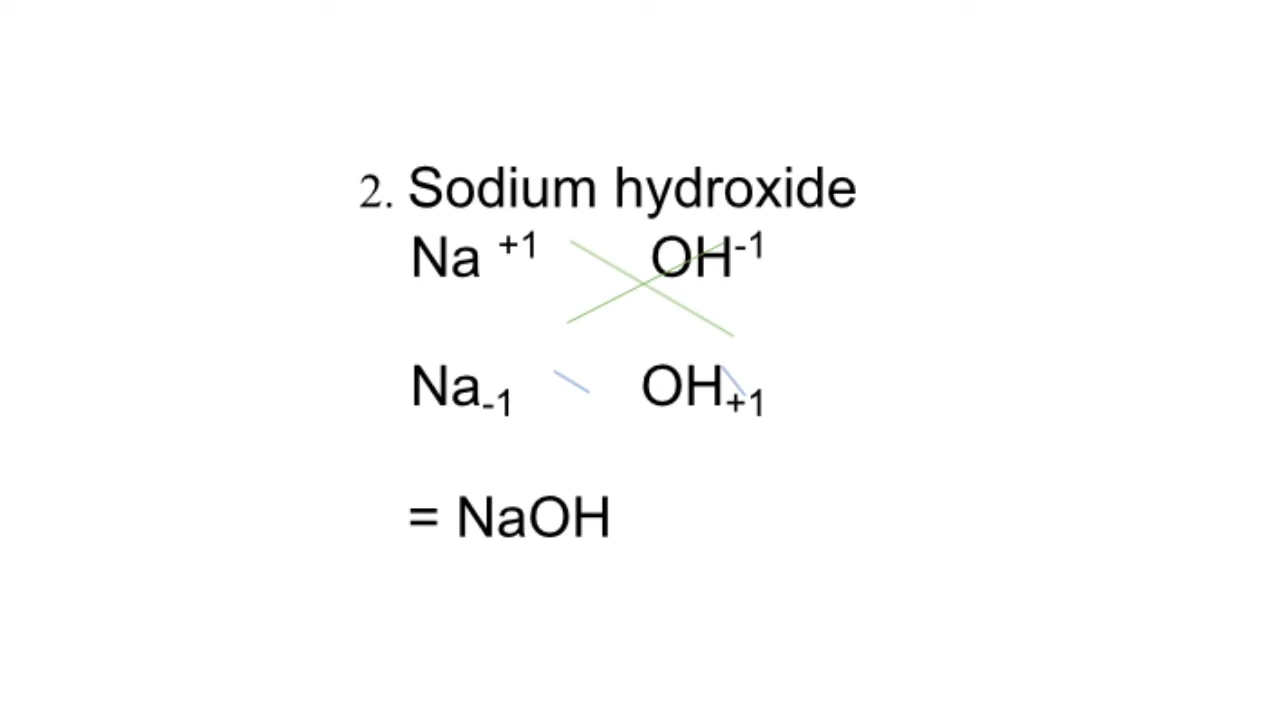 2. Sodium hydroxide
Na ⁺¹ OH⁻¹
Na₋₁ OH₊₁
= NaOH